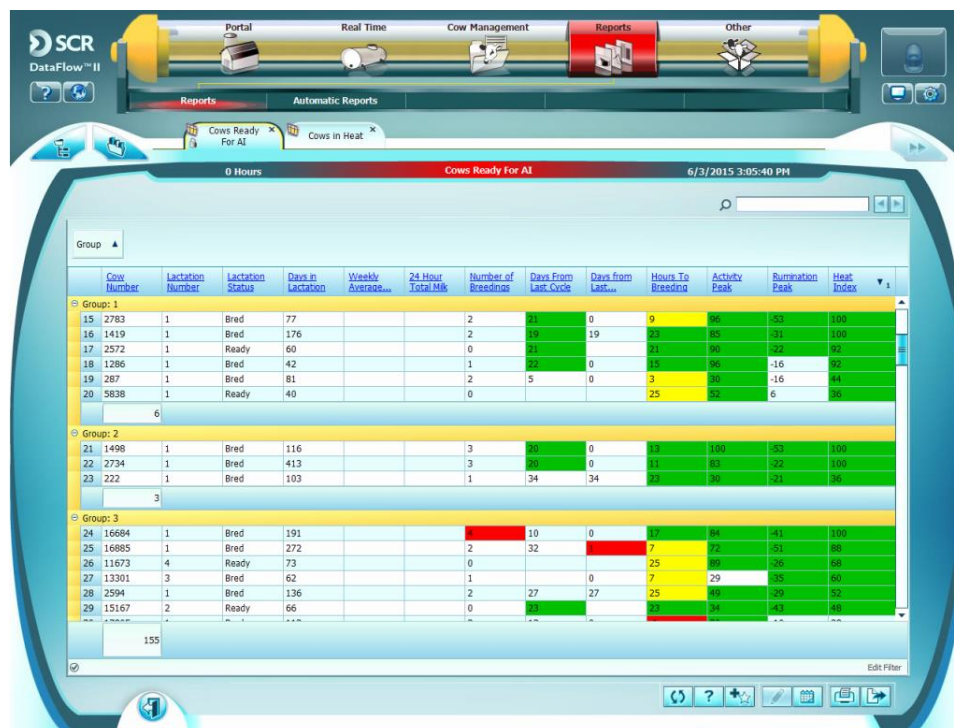 Portal Real Time Cow Management Reports Other
SCR
DataFlow™II
?
Reports Automatic Reports
Cows Ready For AI × Cows in Heat ×
0 Hours Cows Ready For AI 6/3/2015 3:05:40 PM
Group ▲
Cow Number Lactation Number Lactation Status Days in Lactation Weekly Average... 24 Hour Total Milk Number of Breedings Days From Last Cycle Days from Last... Hours To Breeding Activity Peak Rumination Peak Heat Index ▼1
Group: 1
15 2783 1 Bred 77 2 21 0 9 96 -53 100
16 1419 1 Bred 176 2 19 19 23 85 -31 100
17 2572 1 Ready 60 0 21 21 90 -22 92
18 1286 1 Bred 42 1 22 0 15 96 -16 92
19 287 1 Bred 81 2 5 0 3 30 -16 44
20 5838 1 Ready 40 0 25 52 6 36
6
Group: 2
21 1498 1 Bred 116 3 20 0 13 100 -53 100
22 2734 1 Bred 413 3 20 0 11 83 -22 100
23 222 1 Bred 103 1 34 34 23 30 -21 36
3
Group: 3
24 16684 1 Bred 191 4 10 0 17 84 -41 100
25 16885 1 Bred 272 2 32 7 72 -51 88
26 11673 4 Ready 73 0 25 89 -26 68
27 13301 3 Bred 62 1 0 7 29 -35 60
28 2594 1 Bred 136 2 27 27 25 49 -29 52
29 15167 2 Ready 66 0 23 23 34 -43 48
155
Edit Filter
?